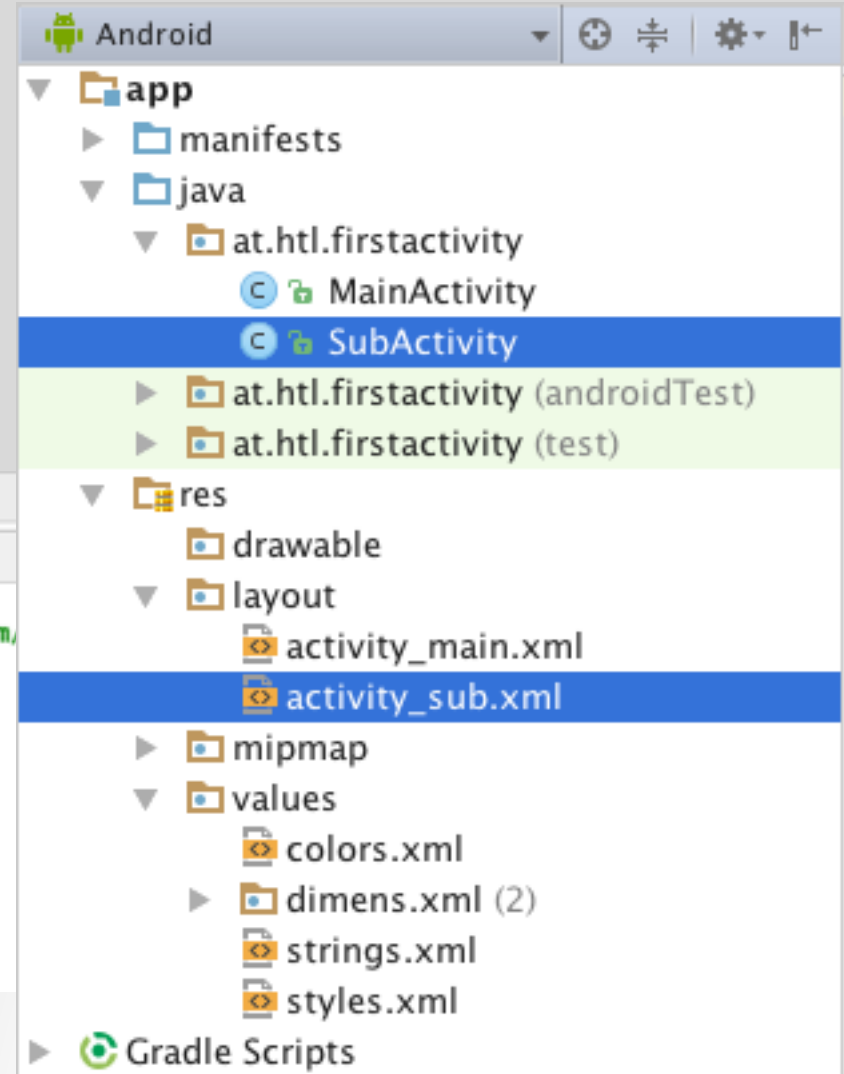 Android
app
manifests
java
at.htl.firstactivity
C MainActivity
C SubActivity
at.htl.firstactivity (androidTest)
at.htl.firstactivity (test)
res
drawable
layout
activity_main.xml
m/
activity_sub.xml
mipmap
values
colors.xml
dimens.xml (2)
strings.xml
styles.xml
Gradle Scripts